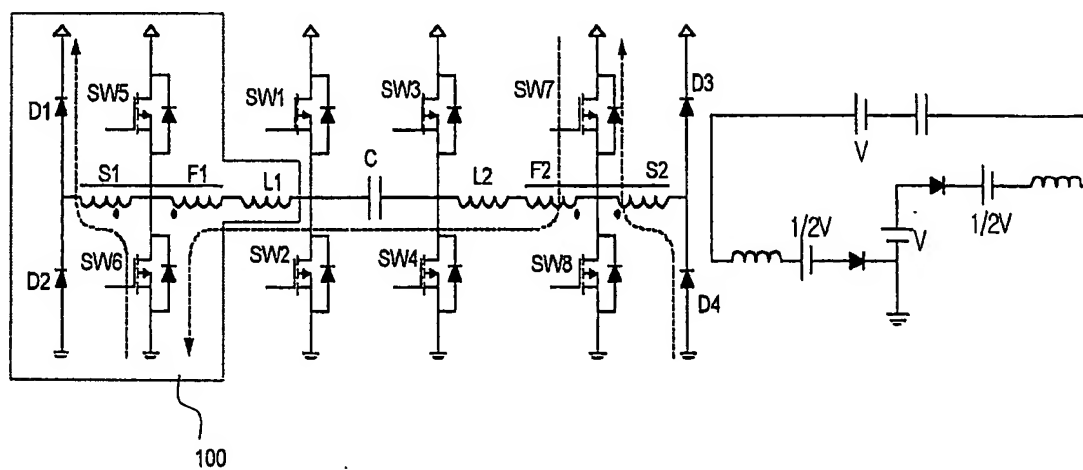 D1
SW5
SW1
SW3
SW7
D3
V
S1
F1
L1
C
L2
F2
S2
1/2V
V
1/2V
D2
SW6
SW2
SW4
SW8
D4
100